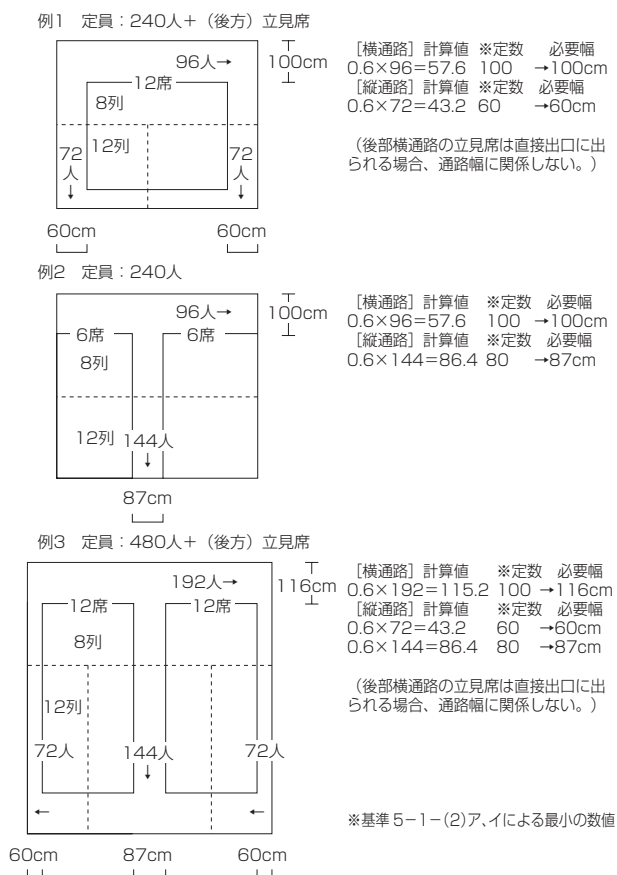 例1　定員：240人＋（後方）立見席
96人→
100cm
12席
8列
12列
72人↓
72人↓
60cm
60cm
［横通路］計算値 ※定数　必要幅
0.6×96＝57.6  100　→100cm
［縦通路］計算値 ※定数　必要幅
0.6×72＝43.2  60　→60cm
（後部横通路の立見席は直接出口に出
られる場合、通路幅に関係しない。）
例2　定員：240人
96人→
100cm
6席
6席
8列
12列
144人
↓
87cm
［横通路］計算値　※定数　必要幅
0.6×96＝57.6　100　→100cm
［縦通路］計算値　※定数　必要幅
0.6×144＝86.4 80　→87cm
例3　定員：480人＋（後方）立見席
192人→
116cm
12席
12席
8列
12列
72人
144人
↓
72人
←
←
60cm
87cm
60cm
［横通路］計算値　※定数　必要幅
0.6×192＝115.2 100 →116cm
［縦通路］計算値　※定数　必要幅
0.6×72＝43.2　60　→60cm
0.6×144＝86.4　80　→87cm
（後部横通路の立見席は直接出口に出
られる場合、通路幅に関係しない。）
※基準５−１−(2)ア、イによる最小の数値